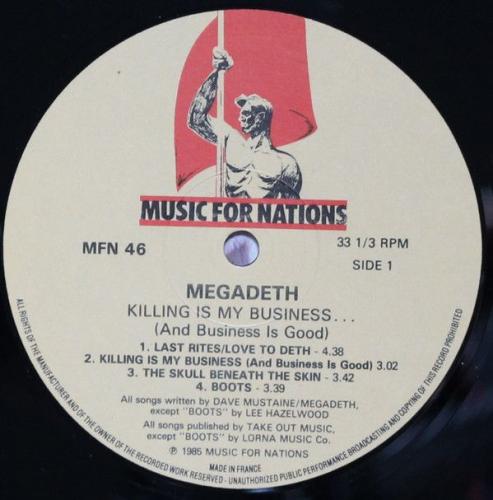 MUSIC FOR NATIONS
MFN 46
33 1/3 RPM
SIDE 1
MEGADETH
KILLING IS MY BUSINESS...
(And Business Is Good)
1. LAST RITES/LOVE TO DETH - 4.38
2. KILLING IS MY BUSINESS (And Business Is Good) 3.02
3. THE SKULL BENEATH THE SKIN - 3.42
4. BOOTS - 3.39
All songs written by DAVE MUSTAINE/MEGADETH,
except "BOOTS" by LEE HAZELWOOD
All songs published by TAKE OUT MUSIC,
except "BOOTS" by LORNA MUSIC Co.
℗ 1985 MUSIC FOR NATIONS
MADE IN FRANCE
ALL RIGHTS OF THE MANUFACTURER AND OF THE OWNER OF THE RECORDED WORK RESERVED - UNAUTHORIZED PUBLIC PERFORMANCE BROADCASTING AND COPYING OF THIS RECORD PROHIBITED